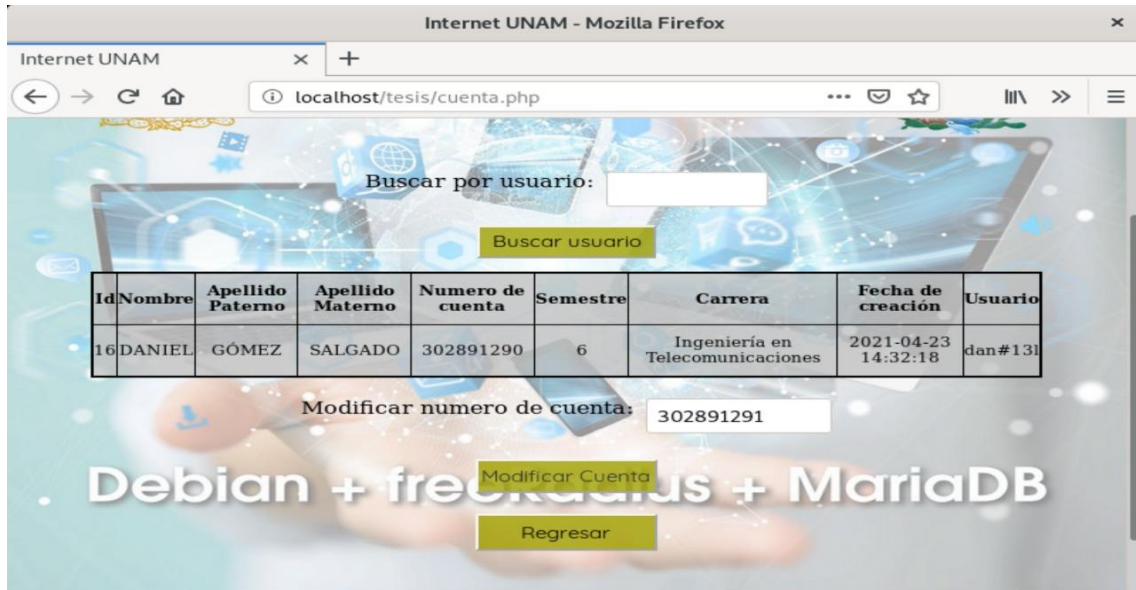 Internet UNAM - Mozilla Firefox
Internet UNAM
localhost/tesis/cuenta.php
Buscar por usuario:
Buscar usuario
Id Nombre Apellido Paterno Apellido Materno Numero de cuenta Semestre Carrera Fecha de creación Usuario
16 DANIEL GÓMEZ SALGADO 302891290 6 Ingeniería en Telecomunicaciones 2021-04-23 14:32:18 dan#13l
Modificar numero de cuenta: 302891291
Debian + freeRadius + MariaDB
Modificar Cuenta
Regresar